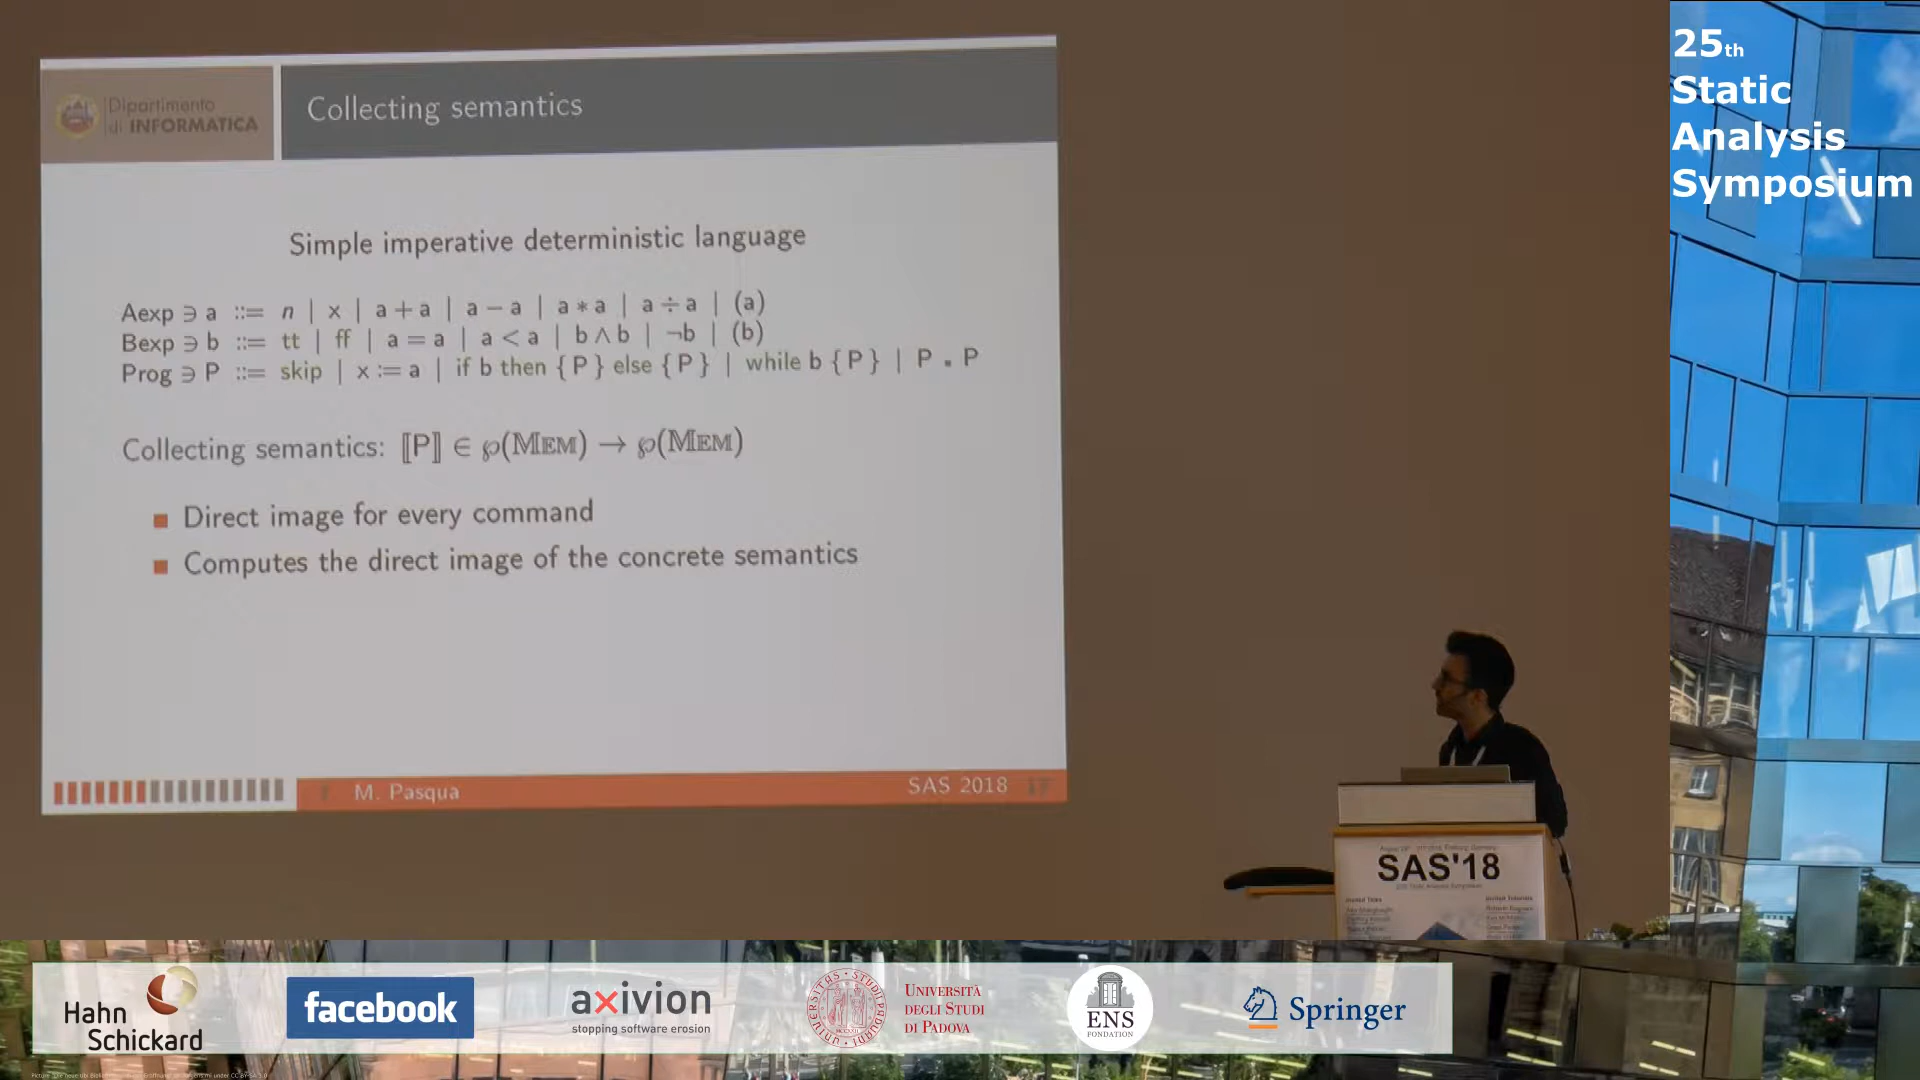 Dipartimento
di INFORMATICA
Collecting semantics
Simple imperative deterministic language
Aexp ∋ a ::= n | x | a + a | a − a | a ∗ a | a ÷ a | (a)
Bexp ∋ b ::= tt | ff | a = a | a < a | b ∧ b | ¬b | (b)
Prog ∋ P ::= skip | x := a | if b then { P } else { P } | while b { P } | P ▪ P
Collecting semantics: ⟦P⟧ ∈ ℘(MEM) → ℘(MEM)
■ Direct image for every command
■ Computes the direct image of the concrete semantics
M. Pasqua
SAS 2018 17
25th
Static
Analysis
Symposium
SAS'18
Invited Talks
Hahn
Schickard
facebook
axivion
stopping software erosion
UNIVERSITÀ
DEGLI STUDI
DI PADOVA
ENS
FONDATION
Springer